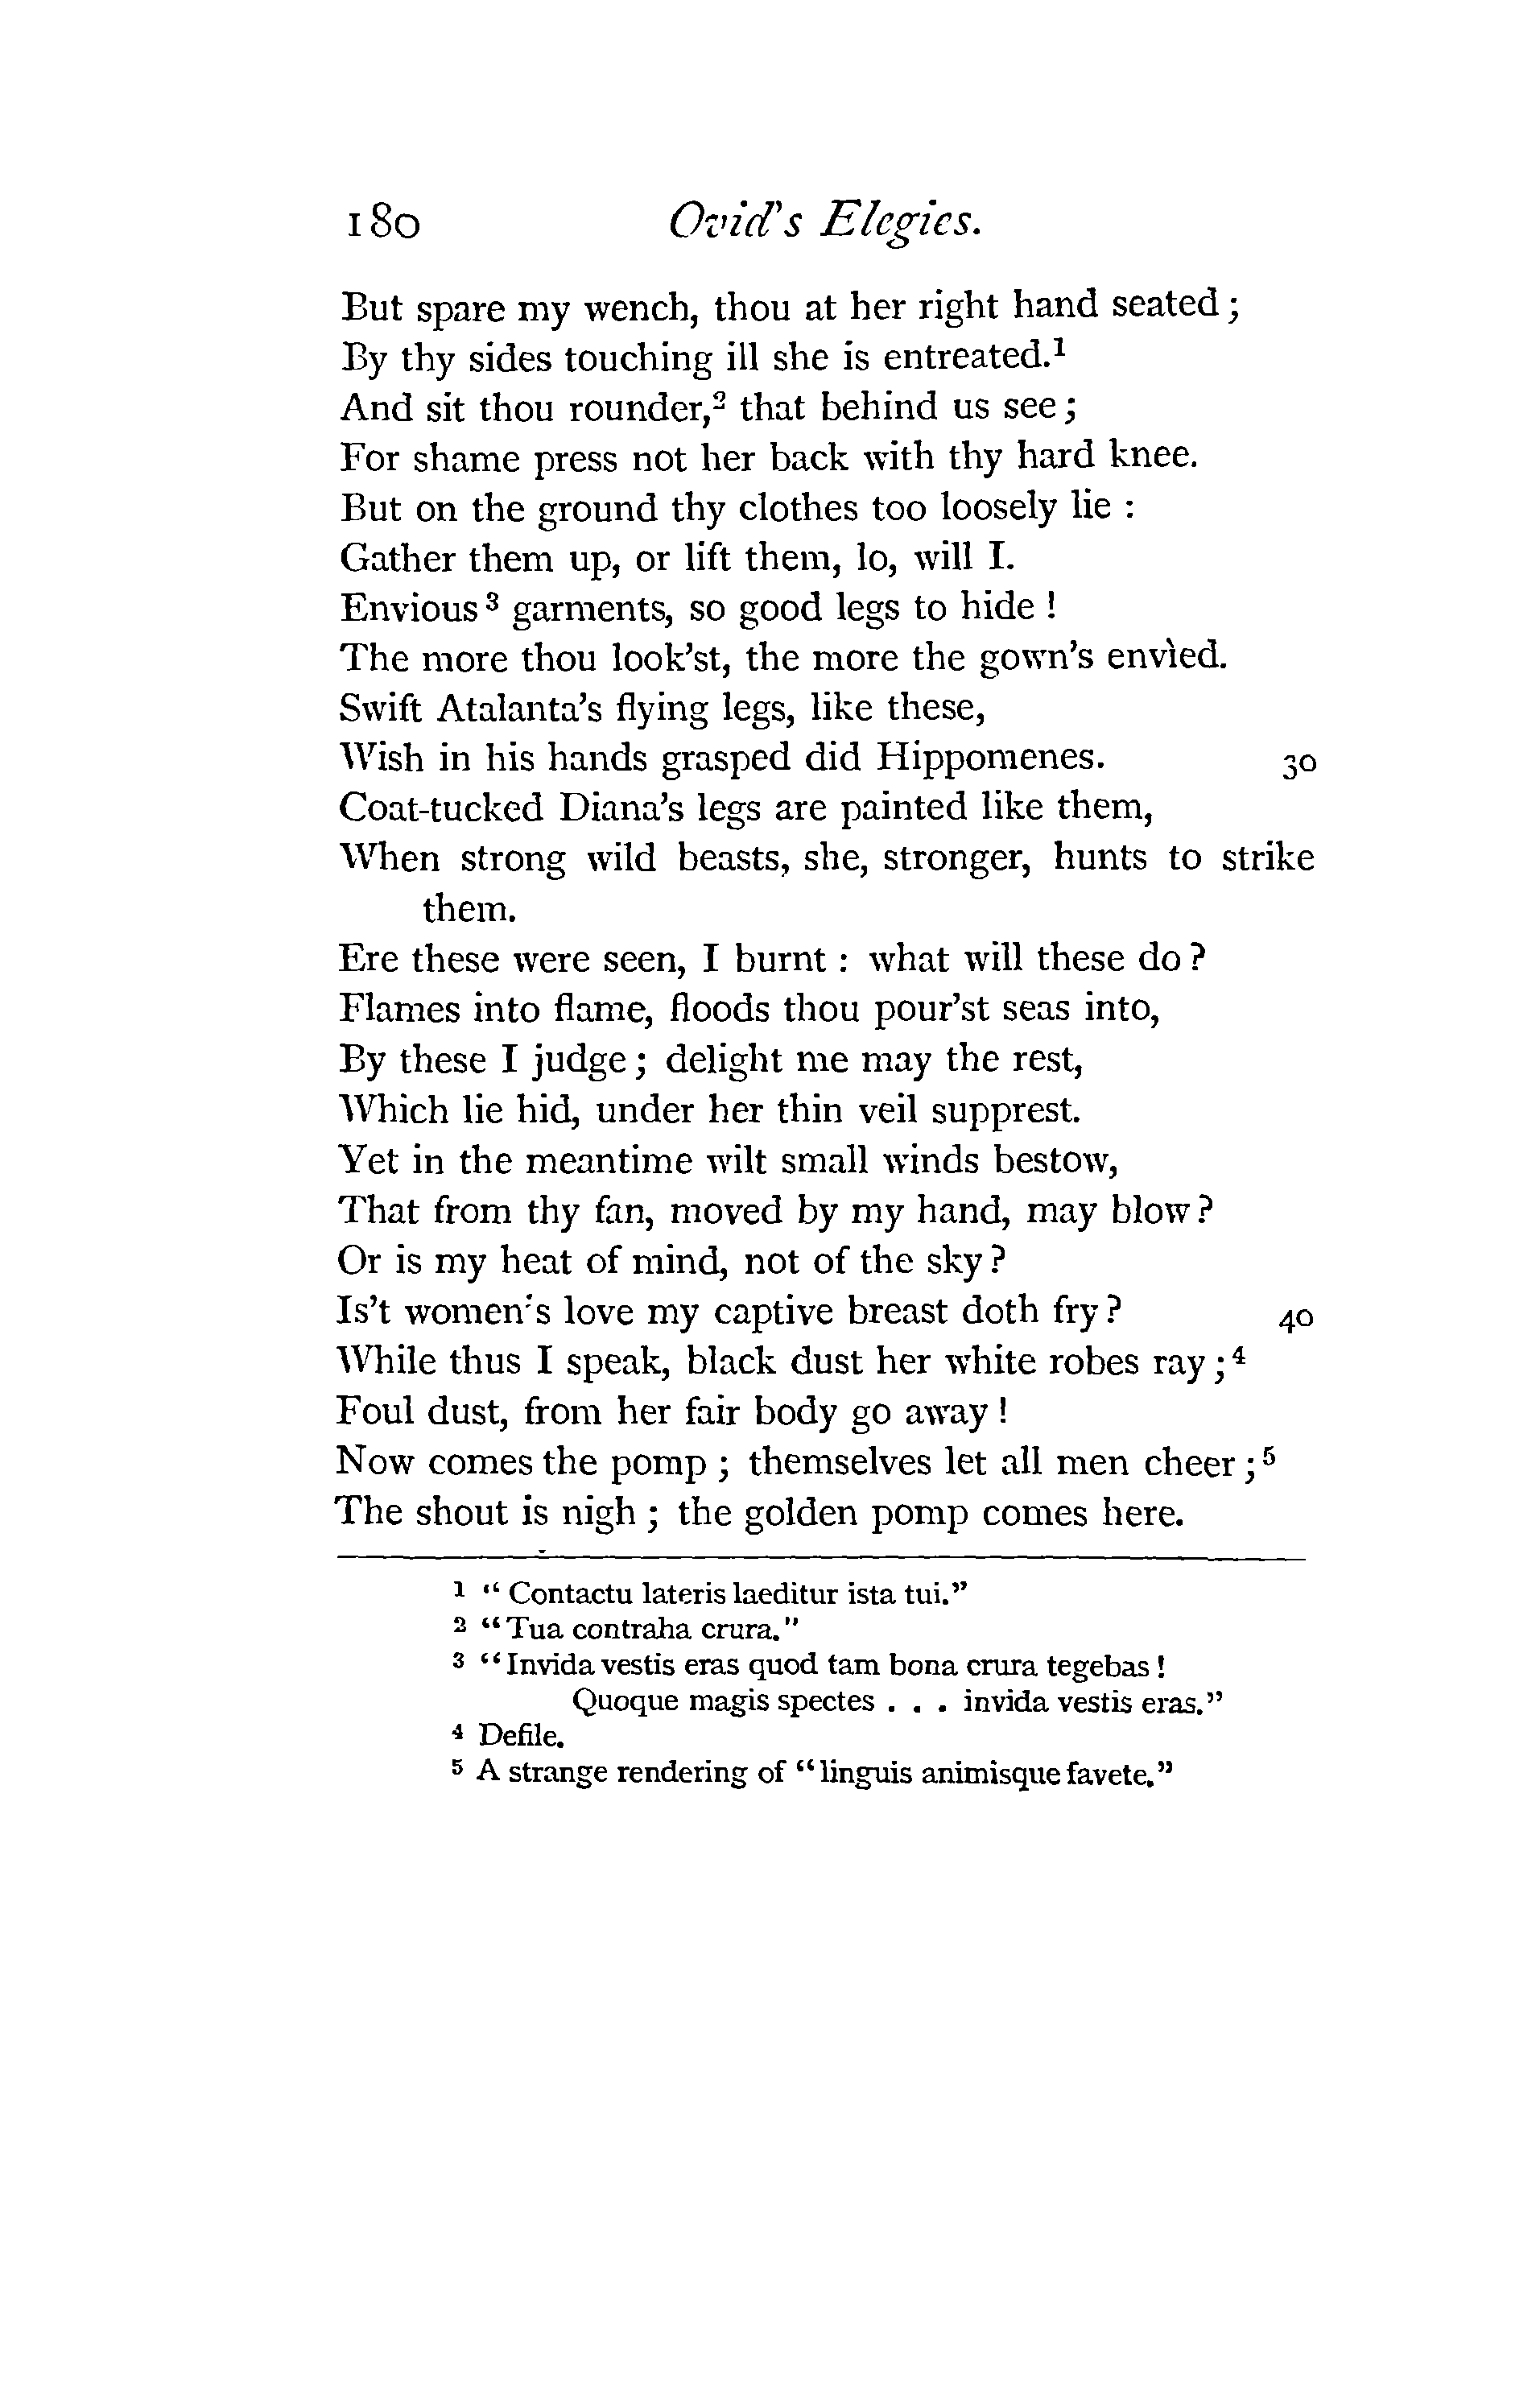 180 Ovid's Elegies.
But spare my wench, thou at her right hand seated;
By thy sides touching ill she is entreated.¹
And sit thou rounder,² that behind us see;
For shame press not her back with thy hard knee.
But on the ground thy clothes too loosely lie :
Gather them up, or lift them, lo, will I.
Envious³ garments, so good legs to hide !
The more thou look'st, the more the gown's envìed.
Swift Atalanta's flying legs, like these,
Wish in his hands grasped did Hippomenes. 30
Coat-tucked Diana's legs are painted like them,
When strong wild beasts, she, stronger, hunts to strike
them.
Ere these were seen, I burnt : what will these do ?
Flames into flame, floods thou pour'st seas into,
By these I judge; delight me may the rest,
Which lie hid, under her thin veil supprest.
Yet in the meantime wilt small winds bestow,
That from thy fan, moved by my hand, may blow ?
Or is my heat of mind, not of the sky ?
Is't women's love my captive breast doth fry ? 40
While thus I speak, black dust her white robes ray;⁴
Foul dust, from her fair body go away !
Now comes the pomp ; themselves let all men cheer;⁵
The shout is nigh ; the golden pomp comes here.
¹ “ Contactu lateris laeditur ista tui.”
² “Tua contraha crura.”
³ “Invida vestis eras quod tam bona crura tegebas !
Quoque magis spectes . . . invida vestis eras.”
⁴ Defile.
⁵ A strange rendering of “linguis animisque favete.”